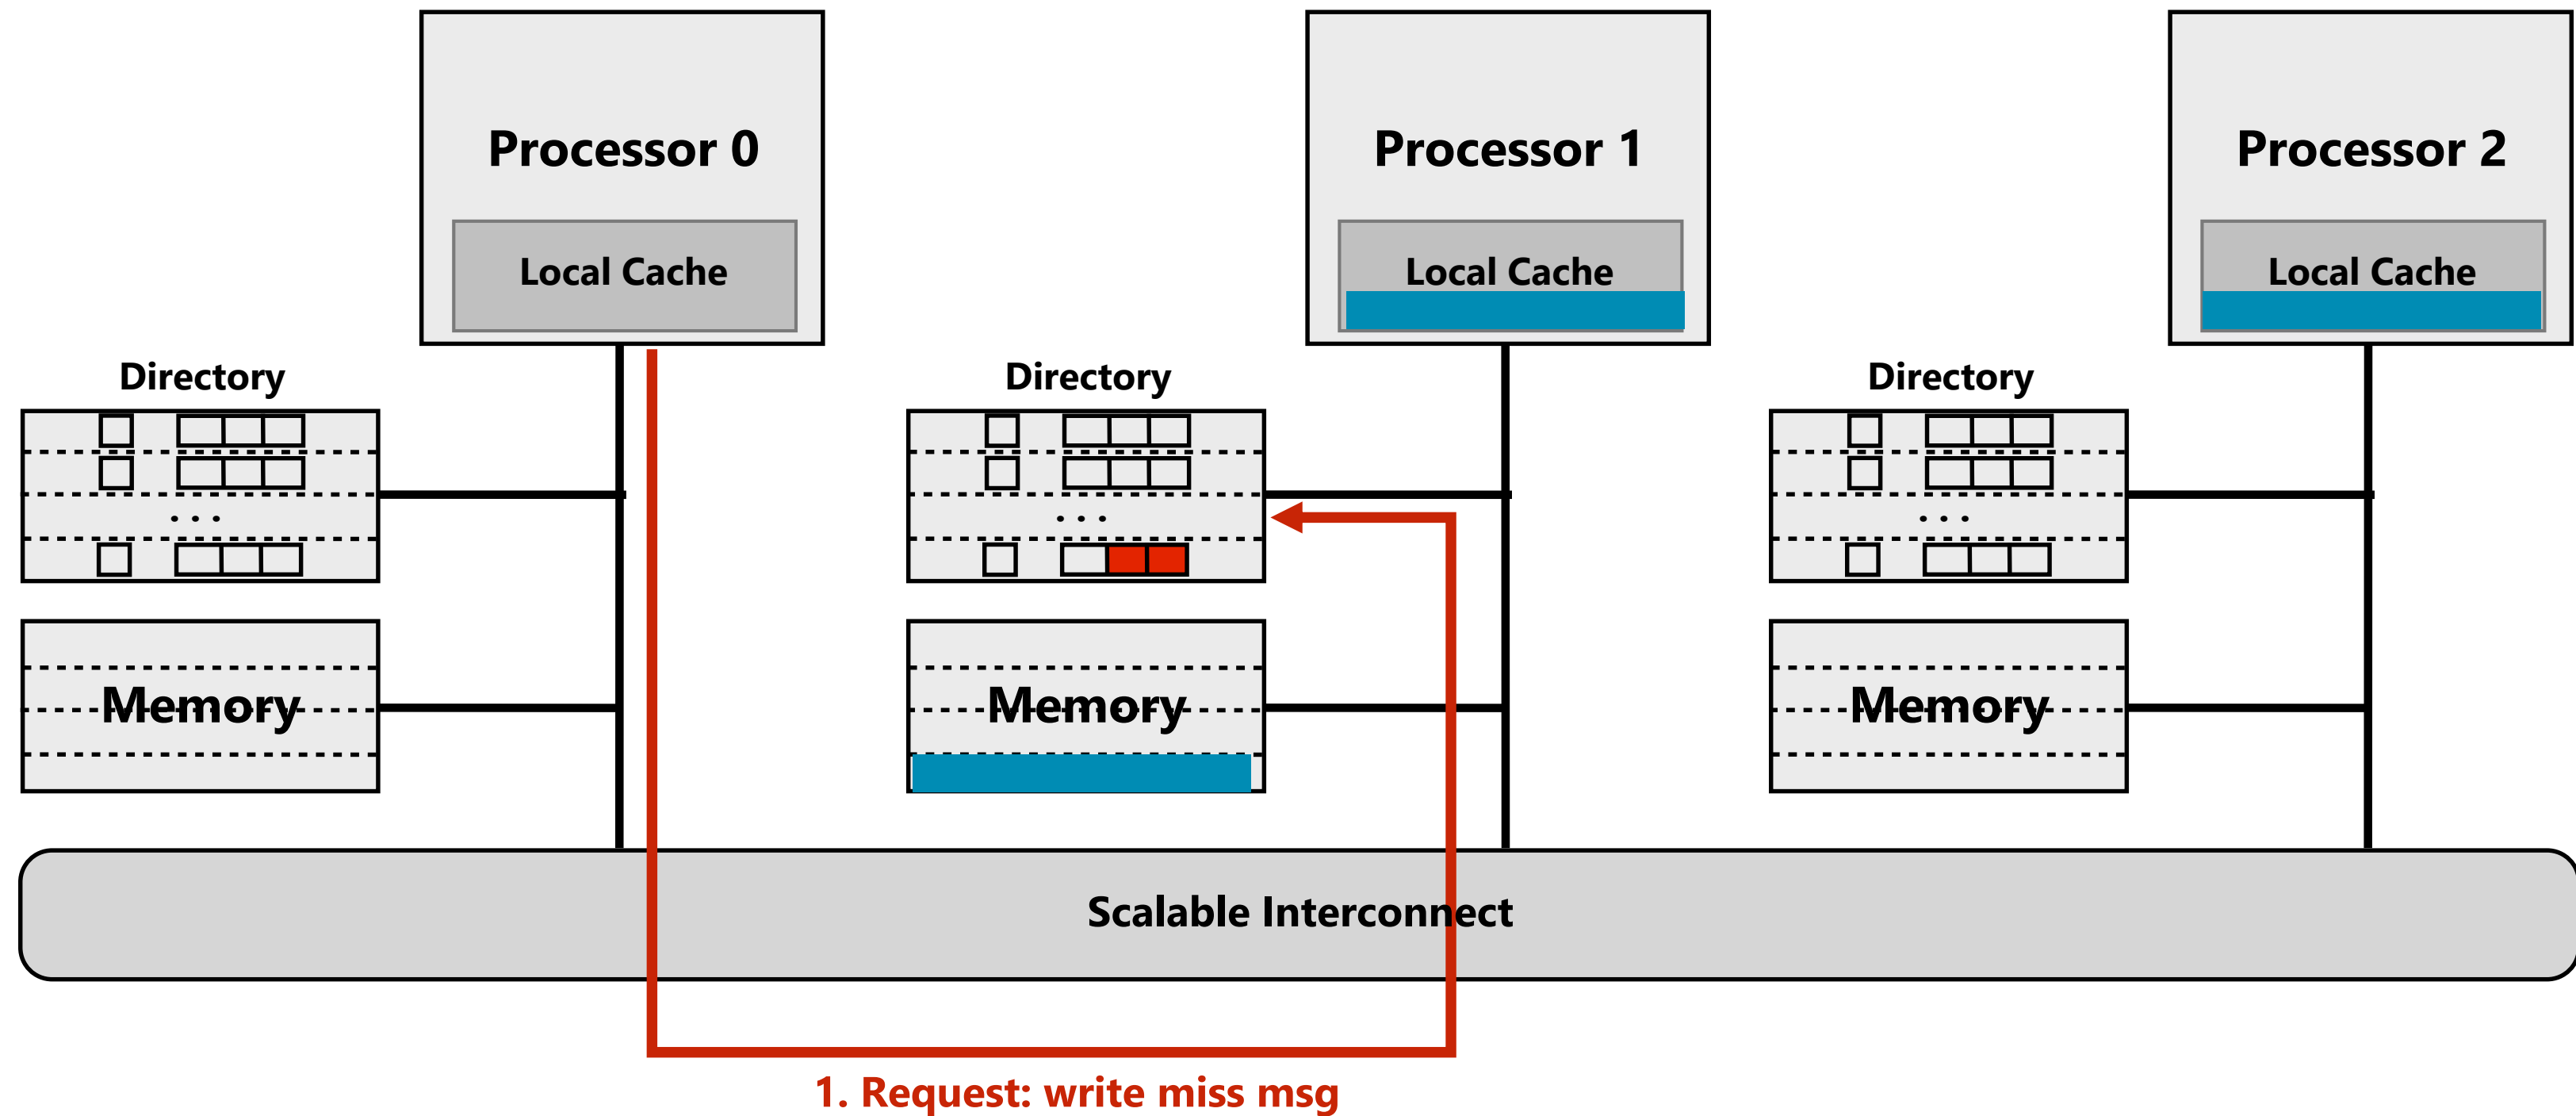 Processor 0
Processor 1
Processor 2
Local Cache
Local Cache
Local Cache
Directory
Directory
Directory
. . .
. . .
. . .
Memory
Memory
Memory
Scalable Interconnect
1. Request: write miss msg